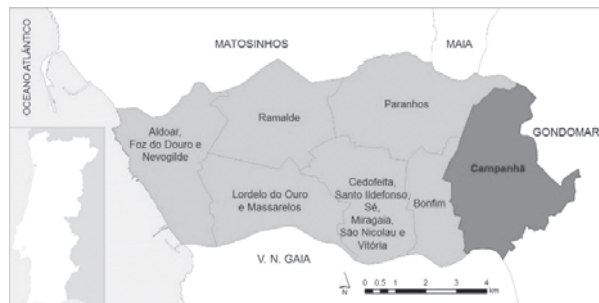 OCEANO ATLÂNTICO
MATOSINHOS
MAIA
Ramalde
Paranhos
Aldoar,
Foz do Douro e
Nevogilde
GONDOMAR
Campanhã
Lordelo do Ouro
e Massarelos
Cedofeita,
Santo Ildefonso,
Sé,
Miragaia,
São Nicolau e
Vitória
Bonfim
V. N. GAIA
N
0 0,5 1 2 3 4
km